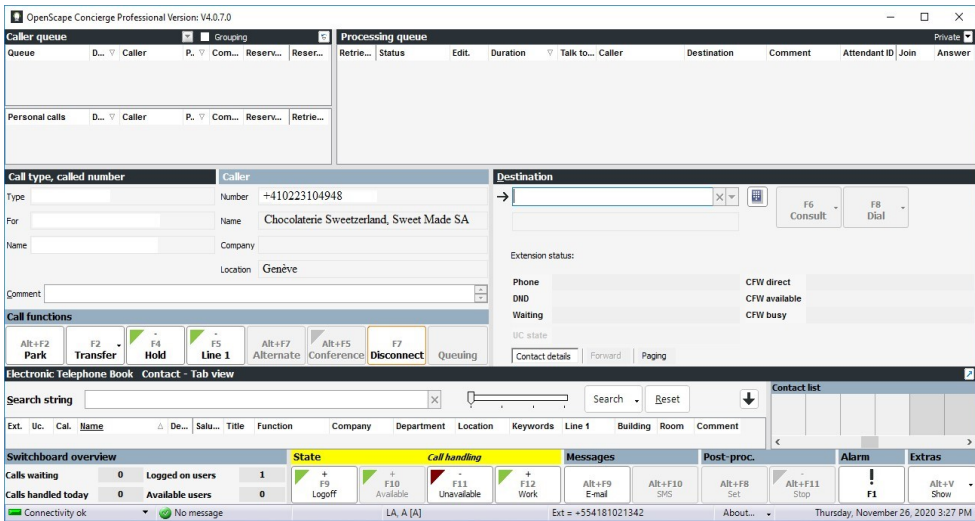 OpenScape Concierge Professional Version: V4.0.7.0
Caller queue Grouping Processing queue Private
Queue D... Caller P.. Com... Reserv... Reser... Retrie... Status Edit. Duration Talk to... Caller Destination Comment Attendant ID Join Answer
Personal calls D... Caller P.. Com... Reserv... Retrie...
Call type, called number Caller Destination
Type Number +410223104948
F6 Consult F8 Dial
For Name Chocolaterie Sweetzerland, Sweet Made SA
Name Company
Extension status:
Location Genève
Phone CFW direct
Comment DND CFW available
Call functions Waiting CFW busy
UC state
Alt+F2 F2 F4 F5 Alt+F7 Alt+F5 F7
Park Transfer Hold Line 1 Alternate Conference Disconnect Queuing
Contact details Forward Paging
Electronic Telephone Book Contact - Tab view
Contact list
Search string Search Reset
Ext. Uc. Cal. Name De... Salu... Title Function Company Department Location Keywords Line 1 Building Room Comment
Switchboard overview State Call handling Messages Post-proc. Alarm Extras
Calls waiting 0 Logged on users 1
Calls handled today 0 Available users 0
+ + - + -
F9 F10 F11 F12 Alt+F9 Alt+F10 Alt+F8 Alt+F11 ! Alt+V
Logoff Available Unavailable Work E-mail SMS Set Stop F1 Show
Connectivity ok No message LA, A [A] Ext = +554181021342 About... Thursday, November 26, 2020 3:27 PM